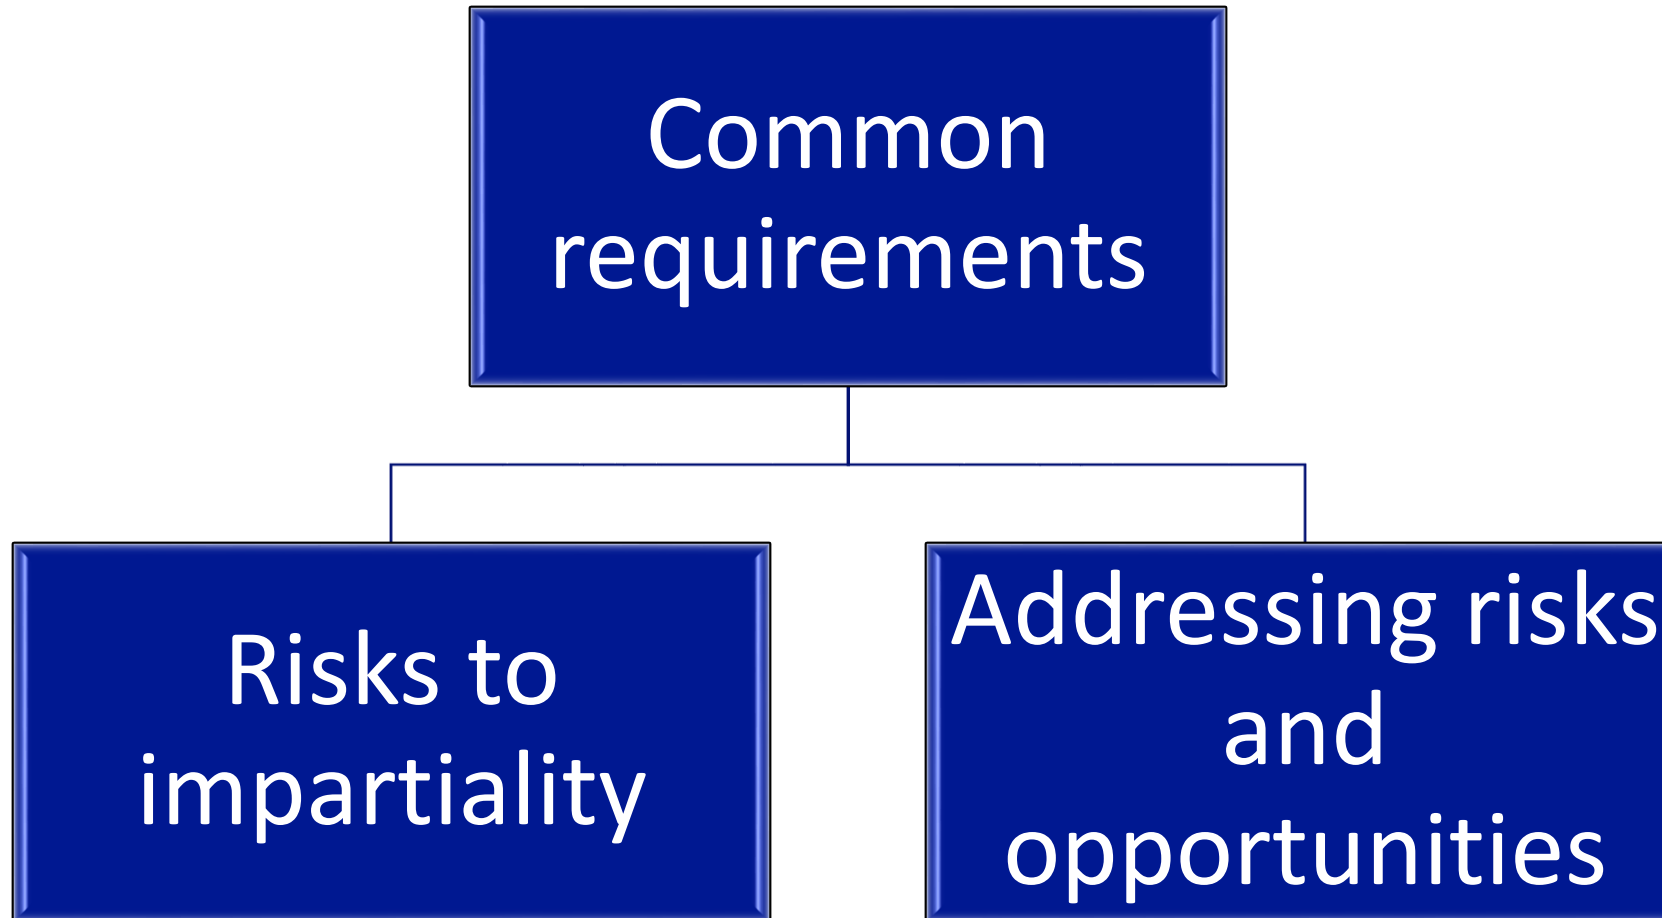 Common
requirements
Risks to
impartiality
Addressing risks
and
opportunities